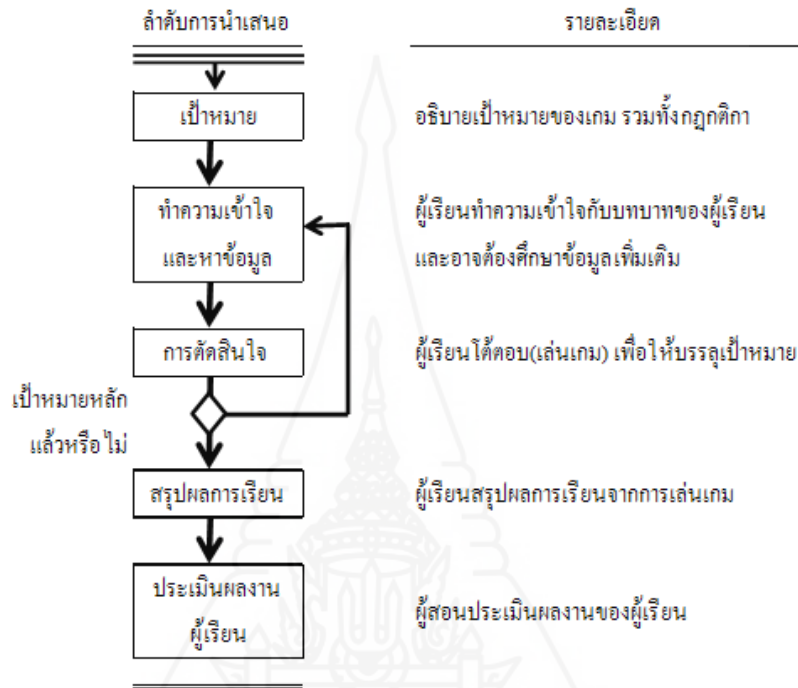 ลำดับการนำเสนอ
รายละเอียด
เป้าหมาย
อธิบายเป้าหมายของเกม รวมทั้งกฎกติกา
ทำความเข้าใจ
และหาข้อมูล
ผู้เรียนทำความเข้าใจกับบทบาทของผู้เรียน
และอาจต้องศึกษาข้อมูลเพิ่มเติม
การตัดสินใจ
ผู้เรียนโต้ตอบ(เล่นเกม) เพื่อให้บรรลุเป้าหมาย
เป้าหมายหลัก
แล้วหรือ ไม่
สรุปผลการเรียน
ผู้เรียนสรุปผลการเรียนจากการเล่นเกม
ประเมินผลงาน
ผู้เรียน
ผู้สอนประเมินผลงานของผู้เรียน